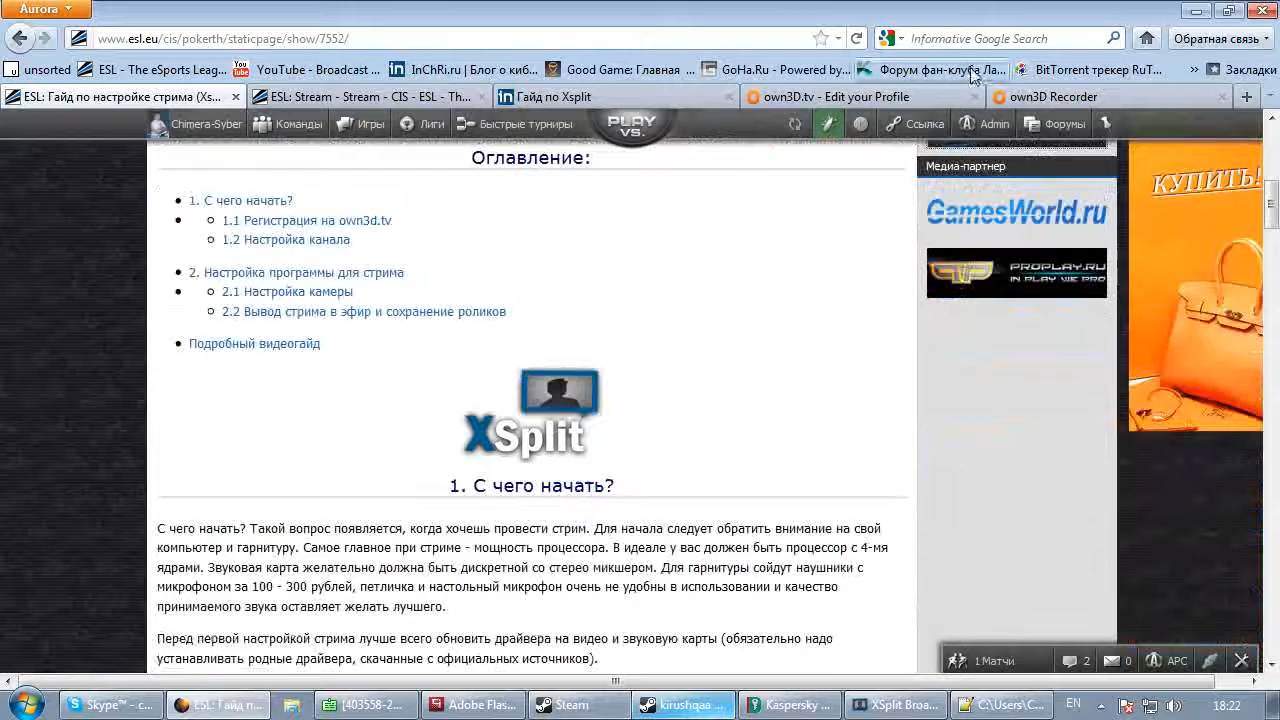 Aurora
www.esl.eu/cis/pokerth/staticpage/show/7552/
Informative Google Search
Обратная связь
unsorted
ESL - The eSports Leag...
YouTube - Broadcast ...
InChRi.ru | Блог о киб...
Good Game: Главная ...
GoHa.Ru - Powered by...
Форум фан-клуба Ла...
BitTorrent трекер RuT...
Закладки
ESL: Гайд по настройке стрима (Xs...
ESL: Stream - Stream - CIS - ESL - Th...
Гайд по Xsplit
own3D.tv - Edit your Profile
own3D Recorder
Chimera-Syber
Команды
Игры
Лиги
Быстрые турниры
PLAY VS.
Ссылка
Admin
Форумы
Оглавление:
1. С чего начать?
1.1 Регистрация на own3d.tv
1.2 Настройка канала
2. Настройка программы для стрима
2.1 Настройка камеры
2.2 Вывод стрима в эфир и сохранение роликов
Подробный видеогайд
XSplit
1. С чего начать?
С чего начать? Такой вопрос появляется, когда хочешь провести стрим. Для начала следует обратить внимание на свой
компьютер и гарнитуру. Самое главное при стриме - мощность процессора. В идеале у вас должен быть процессор с 4-мя
ядрами. Звуковая карта желательно должна быть дискретной со стерео микшером. Для гарнитуры сойдут наушники с
микрофоном за 100 - 300 рублей, петличка и настольный микрофон очень не удобны в использовании и качество
принимаемого звука оставляет желать лучшего.
Перед первой настройкой стрима лучше всего обновить драйвера на видео и звуковую карты (обязательно надо
устанавливать родные драйвера, скачанные с официальных источников).
Медиа-партнер
GamesWorld.ru
PROPLAY.RU
IN PLAY WE PRO
КУПИТЬ!
1 Матчи
2
0
APC
Skype™ - с...
ESL: Гайд п...
(403558-2...
Adobe Flas...
Steam
kirushqaa ...
Kaspersky ...
XSplit Broa...
C:\Users\C...
EN
18:22